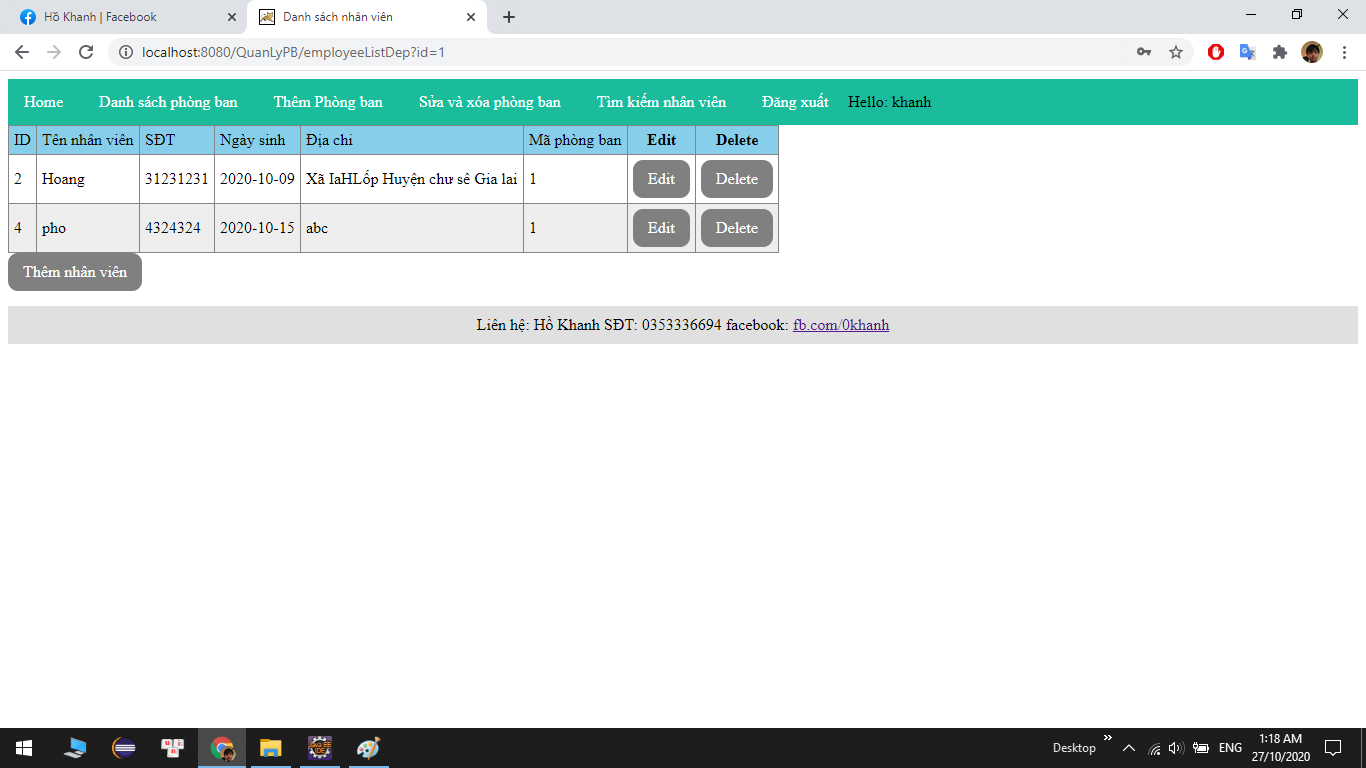 Hồ Khanh | Facebook Danh sách nhân viên
localhost:8080/QuanLyPB/employeeListDep?id=1
Home Danh sách phòng ban Thêm Phòng ban Sửa và xóa phòng ban Tìm kiếm nhân viên Đăng xuất Hello: khanh
ID Tên nhân viên SĐT Ngày sinh Địa chỉ Mã phòng ban Edit Delete
2 Hoang 31231231 2020-10-09 Xã IaHLốp Huyện chư sê Gia lai 1 Edit Delete
4 pho 4324324 2020-10-15 abc 1 Edit Delete
Thêm nhân viên
Liên hệ: Hồ Khanh SĐT: 0353336694 facebook: fb.com/0khanh
Desktop ENG 1:18 AM
27/10/2020